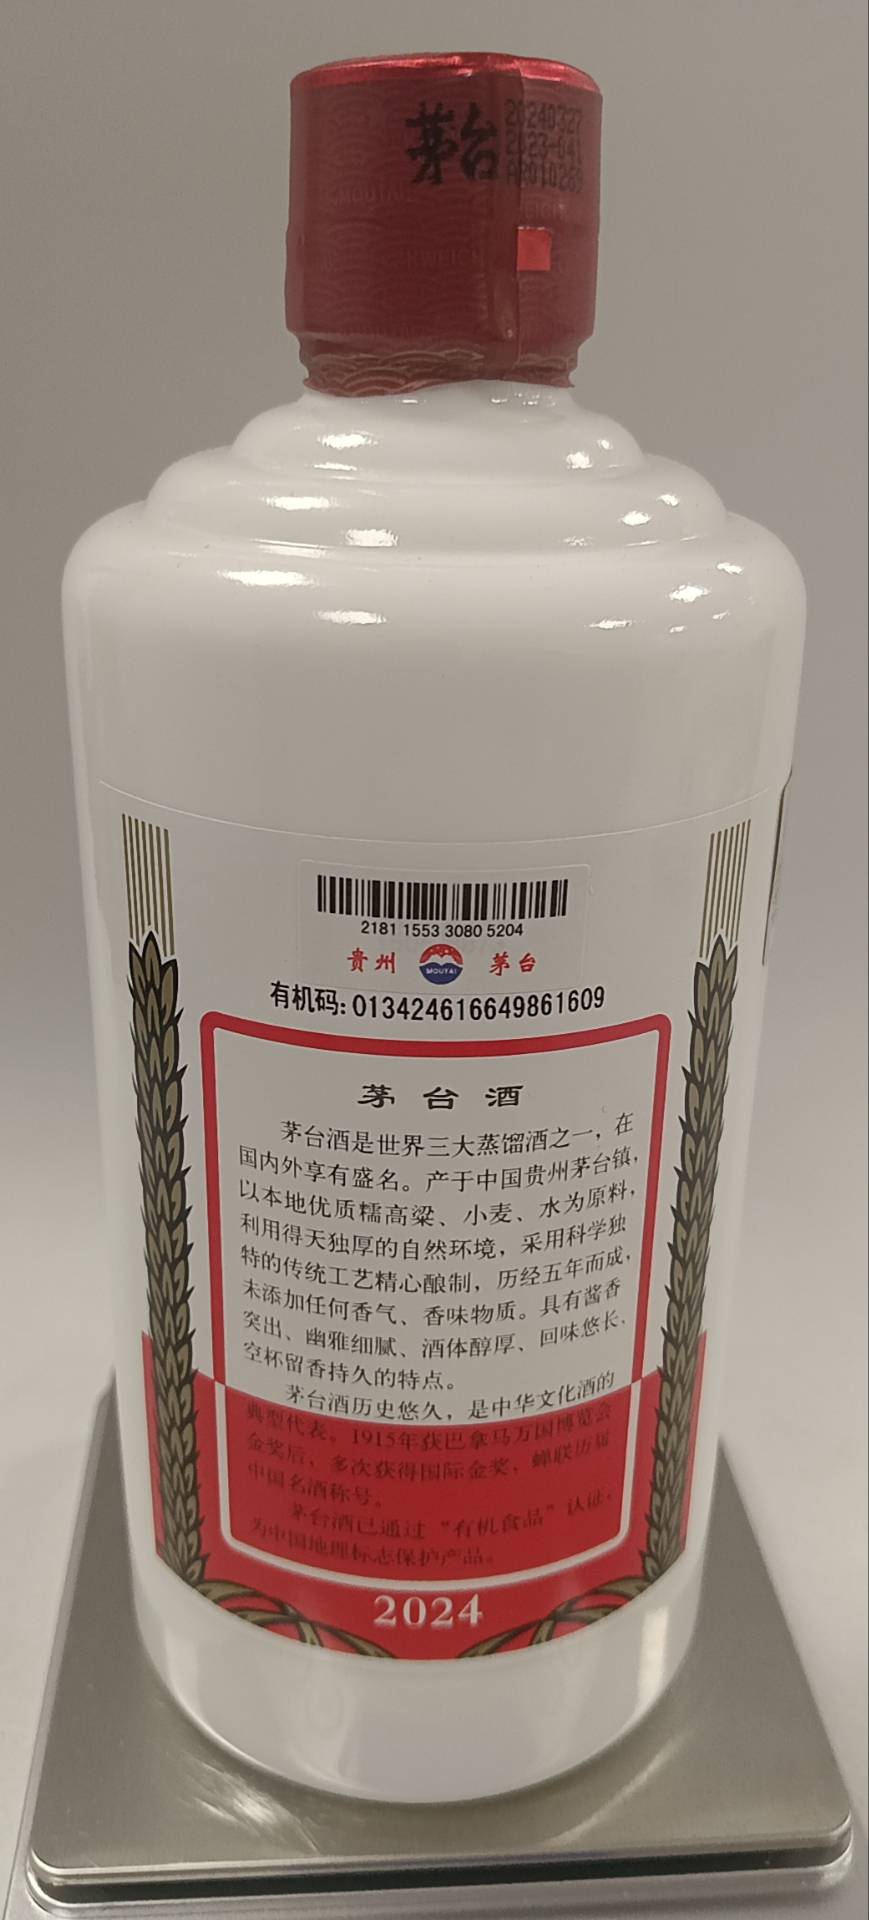 茅台
20240327
2023-041
A2010289
MOUTAI
KWEICH
2181 1553 3080 5204
贵州
MOUTAI
茅台
有机码:013424616649861609
茅台酒
茅台酒是世界三大蒸馏酒之一，在
国内外享有盛名。产于中国贵州茅台镇，
以本地优质糯高粱、小麦、水为原料，
利用得天独厚的自然环境，采用科学独
特的传统工艺精心酿制，历经五年而成，
未添加任何香气、香味物质。具有酱香
突出、幽雅细腻、酒体醇厚、回味悠长、
空杯留香持久的特点。
茅台酒历史悠久，是中华文化酒的
典型代表。1915年获巴拿马万国博览会
金奖后，多次获得国际金奖，蝉联历届
中国名酒称号。
茅台酒已通过“有机食品”认证，
为中国地理标志保护产品。
2024